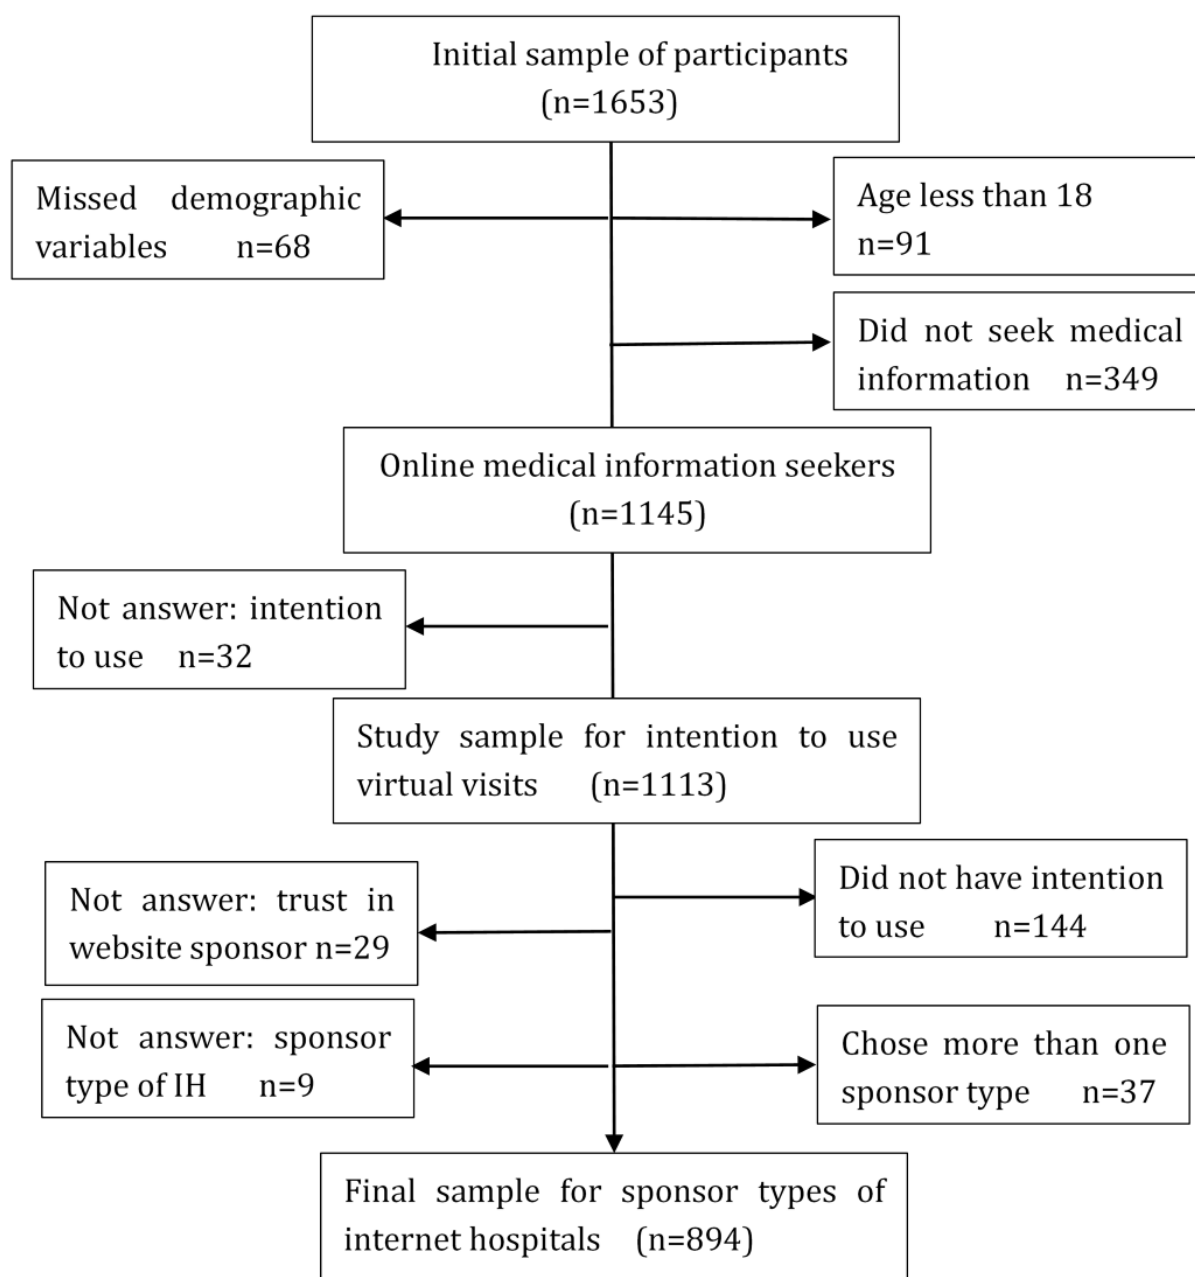 Initial sample of participants
(n=1653)
Missed demographic
variables n=68
Age less than 18
n=91
Did not seek medical
information n=349
Online medical information seekers
(n=1145)
Not answer: intention
to use n=32
Study sample for intention to use
virtual visits (n=1113)
Not answer: trust in
website sponsor n=29
Did not have intention
to use n=144
Not answer: sponsor
type of IH n=9
Chose more than one
sponsor type n=37
Final sample for sponsor types of
internet hospitals (n=894)